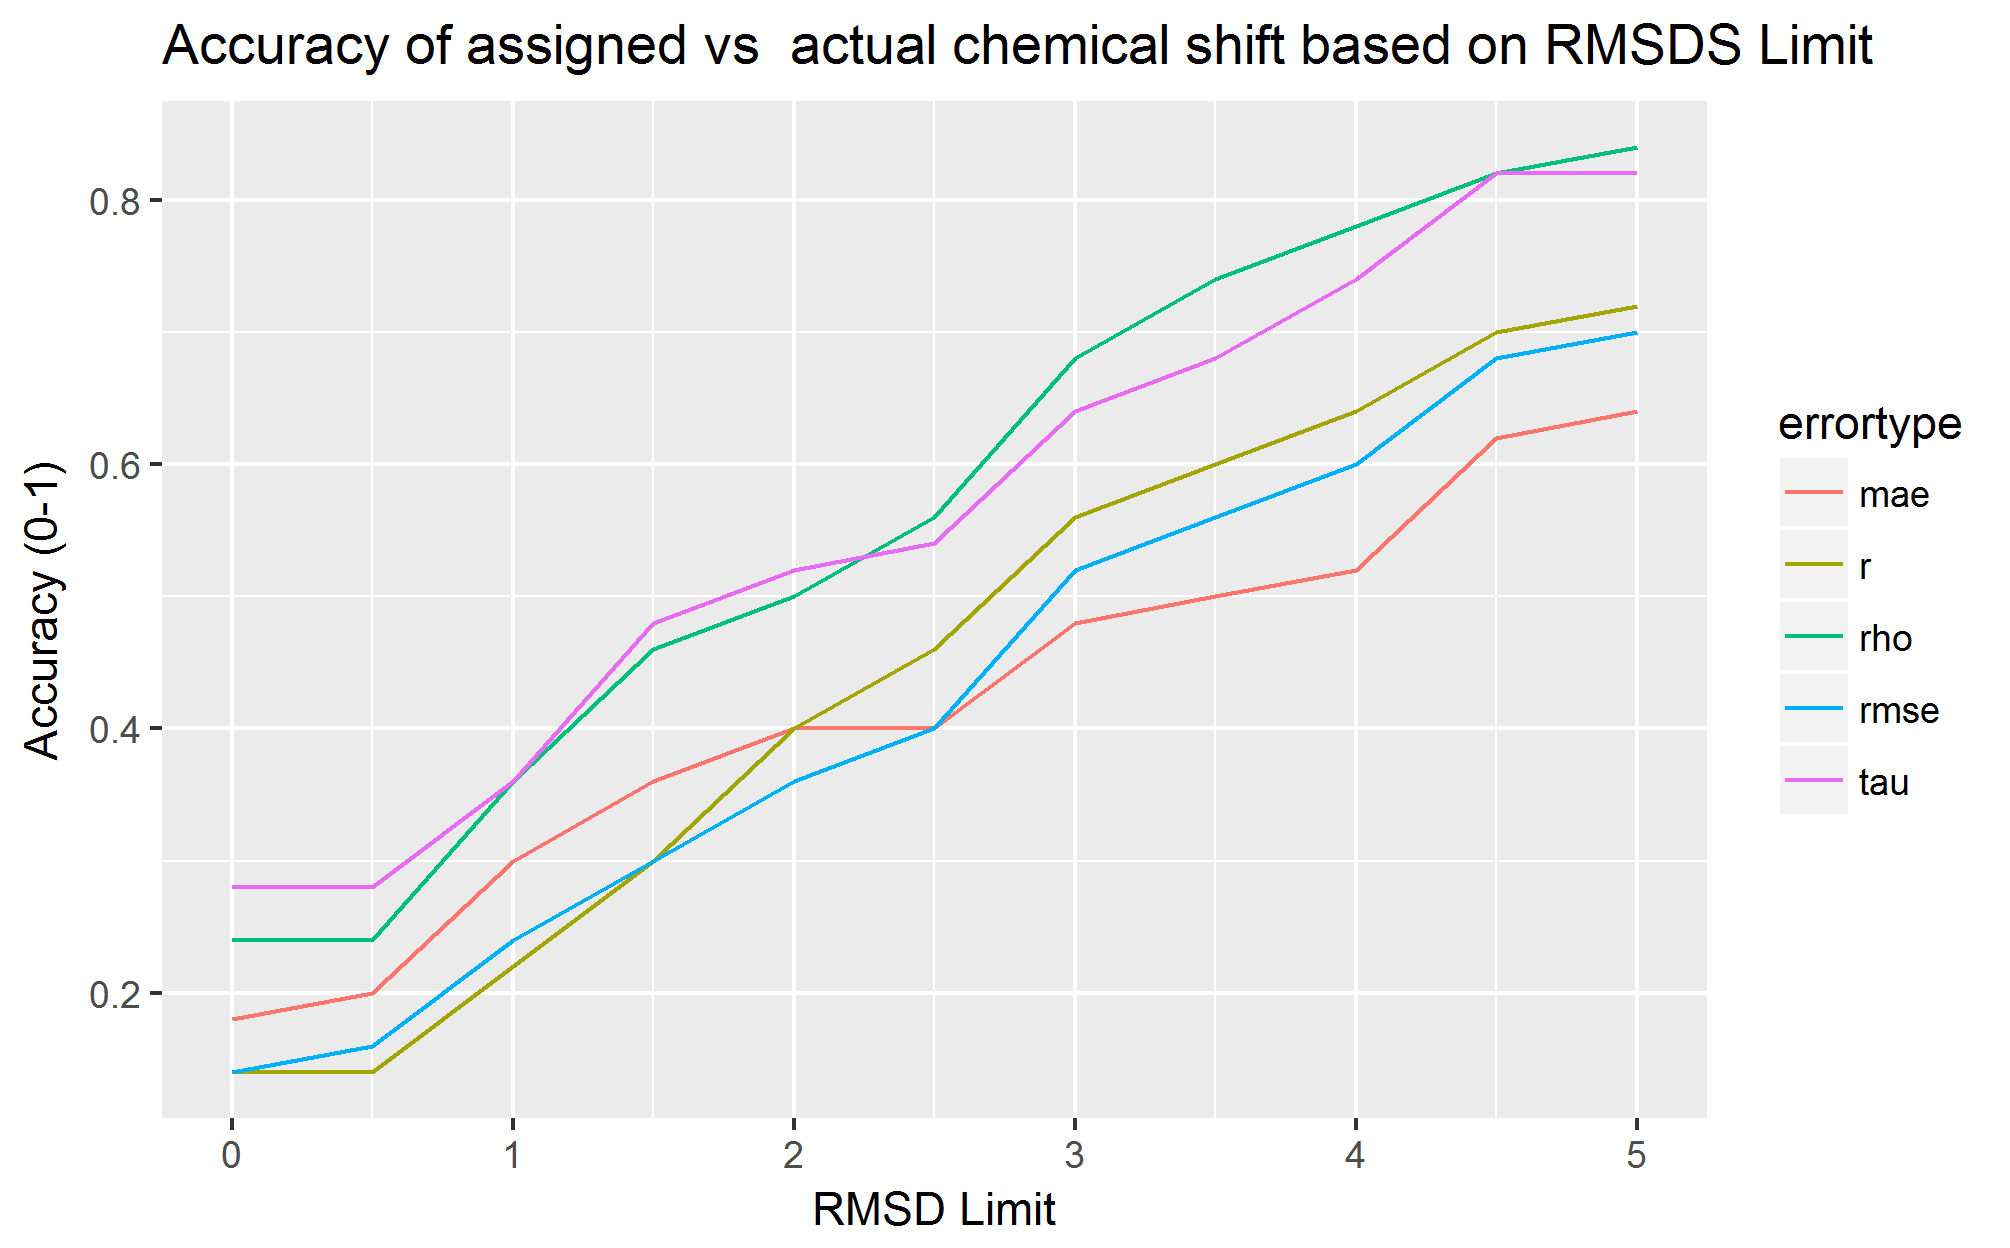 Accuracy of assigned vs  actual chemical shift based on RMSDS Limit
Accuracy (0-1)
0.8
0.6
0.4
0.2
0 1 2 3 4 5
RMSD Limit
errortype
mae
r
rho
rmse
tau